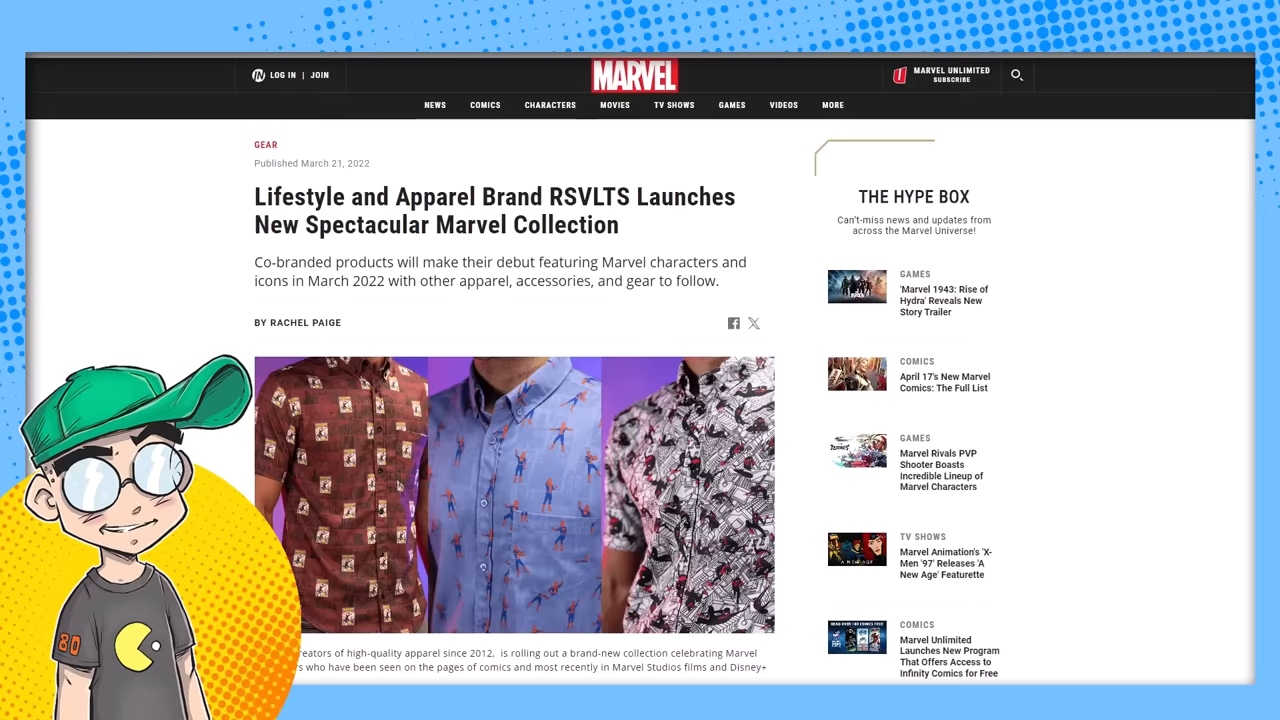 LOG IN | JOIN
MARVEL
MARVEL UNLIMITED
SUBSCRIBE
NEWS COMICS CHARACTERS MOVIES TV SHOWS GAMES VIDEOS MORE
GEAR
Published March 21, 2022
Lifestyle and Apparel Brand RSVLTS Launches
New Spectacular Marvel Collection
Co-branded products will make their debut featuring Marvel characters and
icons in March 2022 with other apparel, accessories, and gear to follow.
BY RACHEL PAIGE
reators of high-quality apparel since 2012, is rolling out a brand-new collection celebrating Marvel
s who have been seen on the pages of comics and most recently in Marvel Studios films and Disney+
THE HYPE BOX
Can't-miss news and updates from
across the Marvel Universe!
GAMES
'Marvel 1943: Rise of
Hydra' Reveals New
Story Trailer
COMICS
April 17's New Marvel
Comics: The Full List
GAMES
Marvel Rivals PVP
Shooter Boasts
Incredible Lineup of
Marvel Characters
TV SHOWS
Marvel Animation's 'X-
Men '97' Releases 'A
New Age' Featurette
COMICS
Marvel Unlimited
Launches New Program
That Offers Access to
Infinity Comics for Free
80